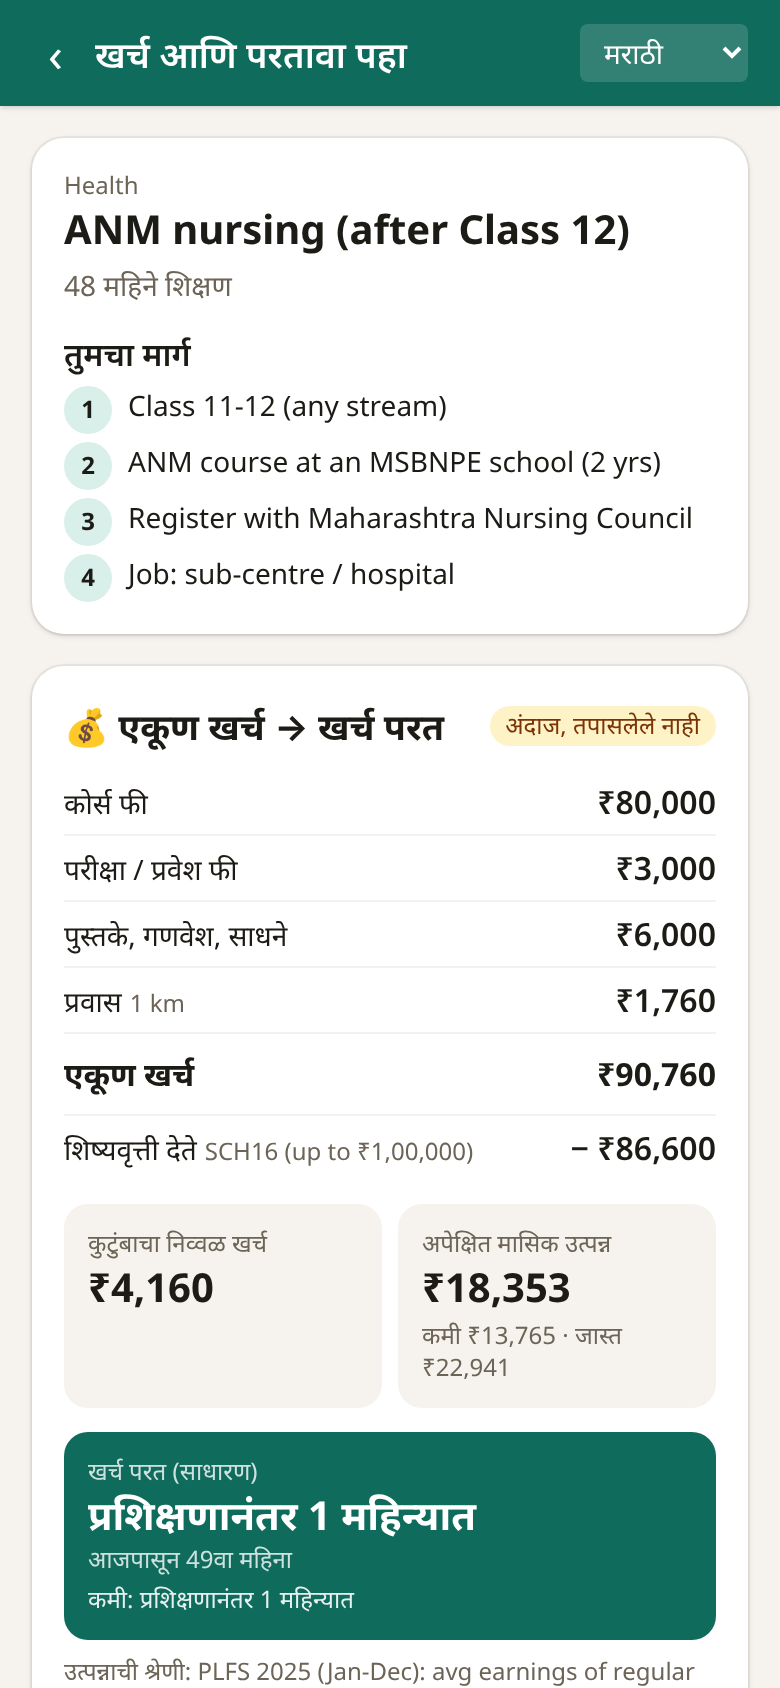 ‹ खर्च आणि परतावा पहा
मराठी
Health
ANM nursing (after Class 12)
48 महिने शिक्षण
तुमचा मार्ग
1 Class 11-12 (any stream)
2 ANM course at an MSBNPE school (2 yrs)
3 Register with Maharashtra Nursing Council
4 Job: sub-centre / hospital
💰 एकूण खर्च → खर्च परत
अंदाज, तपासलेले नाही
कोर्स फी ₹80,000
परीक्षा / प्रवेश फी ₹3,000
पुस्तके, गणवेश, साधने ₹6,000
प्रवास 1 km ₹1,760
एकूण खर्च ₹90,760
शिष्यवृत्ती देते SCH16 (up to ₹1,00,000) − ₹86,600
कुटुंबाचा निव्वळ खर्च
₹4,160
अपेक्षित मासिक उत्पन्न
₹18,353
कमी ₹13,765 · जास्त
₹22,941
खर्च परत (साधारण)
प्रशिक्षणानंतर 1 महिन्यात
आजपासून 49वा महिना
कमी: प्रशिक्षणानंतर 1 महिन्यात
उत्पन्नाची श्रेणी: PLFS 2025 (Jan-Dec): avg earnings of regular